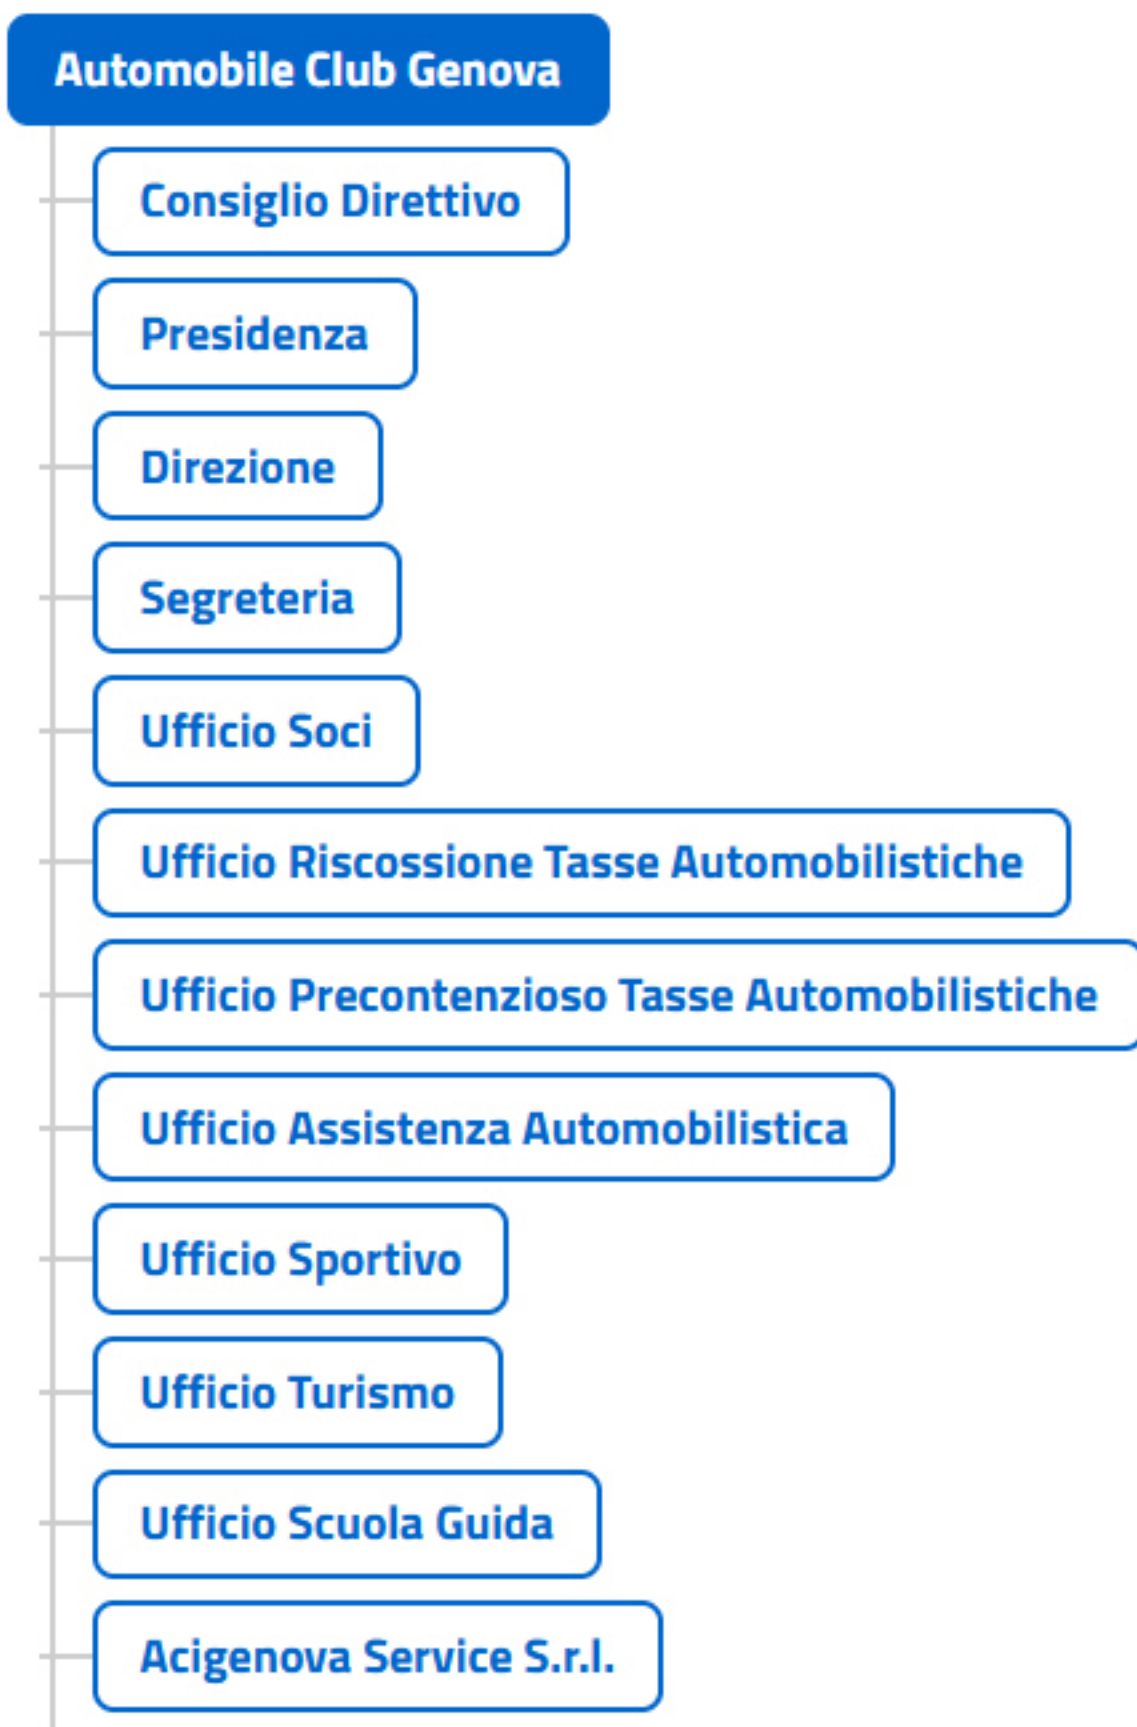 Automobile Club Genova
Consiglio Direttivo
Presidenza
Direzione
Segreteria
Ufficio Soci
Ufficio Riscossione Tasse Automobilistiche
Ufficio Precontenzioso Tasse Automobilistiche
Ufficio Assistenza Automobilistica
Ufficio Sportivo
Ufficio Turismo
Ufficio Scuola Guida
Acigenova Service S.r.l.